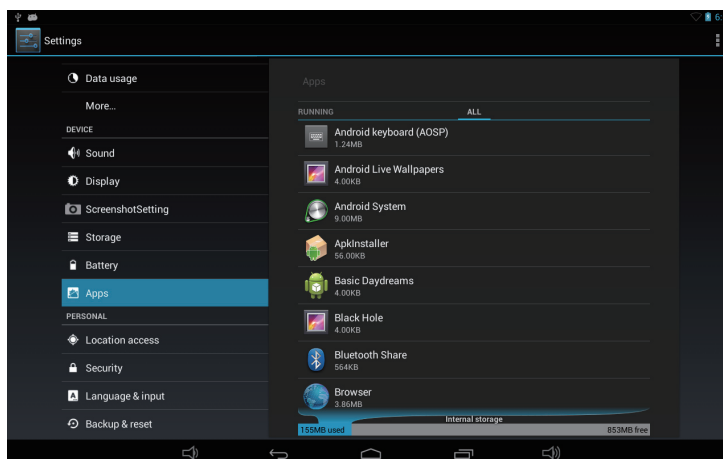 6:
Settings
Data usage
More...
DEVICE
Sound
Display
ScreenshotSetting
Storage
Battery
Apps
PERSONAL
Location access
Security
Language & input
Backup & reset
Apps
RUNNING
ALL
Android keyboard (AOSP)
1.24MB
Android Live Wallpapers
4.00KB
Android System
9.00MB
ApkInstaller
56.00KB
Basic Daydreams
4.00KB
Black Hole
4.00KB
Bluetooth Share
564KB
Browser
3.86MB
Internal storage
155MB used
853MB free